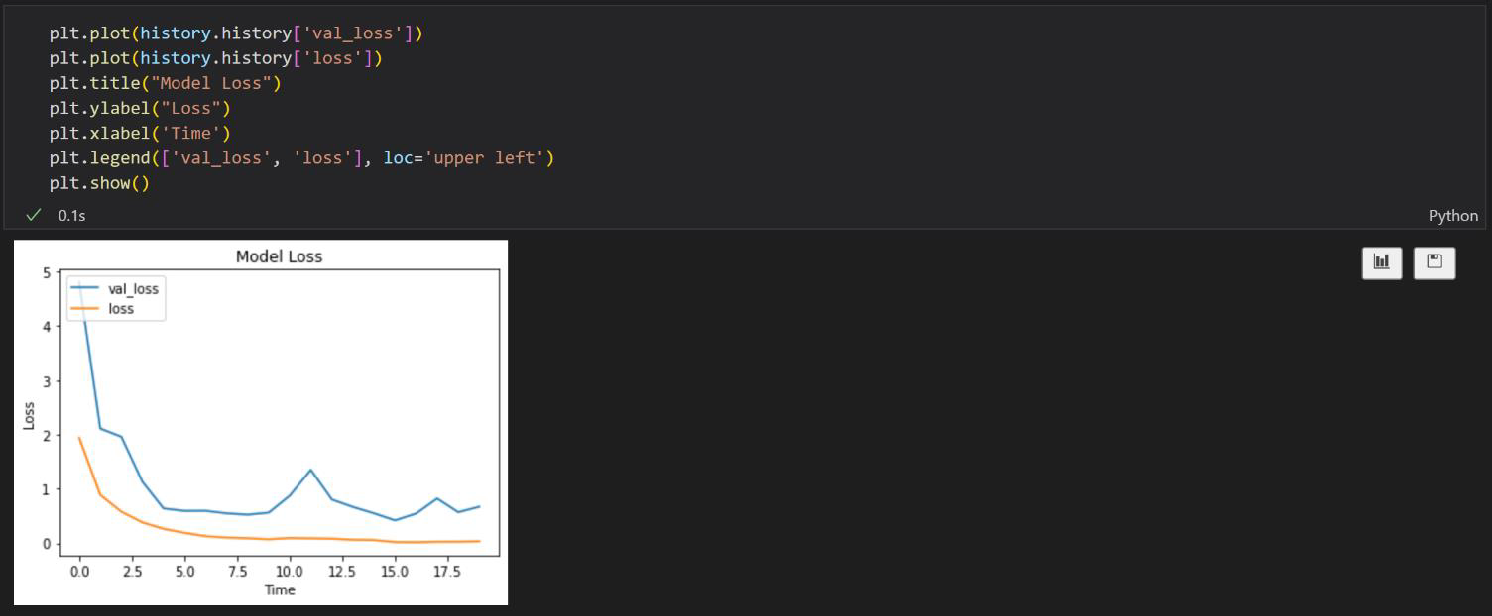 plt.plot(history.history['val_loss'])
plt.plot(history.history['loss'])
plt.title("Model Loss")
plt.ylabel("Loss")
plt.xlabel('Time')
plt.legend(['val_loss', 'loss'], loc='upper left')
plt.show()
0.1s
Python
Model Loss
val_loss
loss
5
4
3
2
1
0
Loss
0.0 2.5 5.0 7.5 10.0 12.5 15.0 17.5
Time